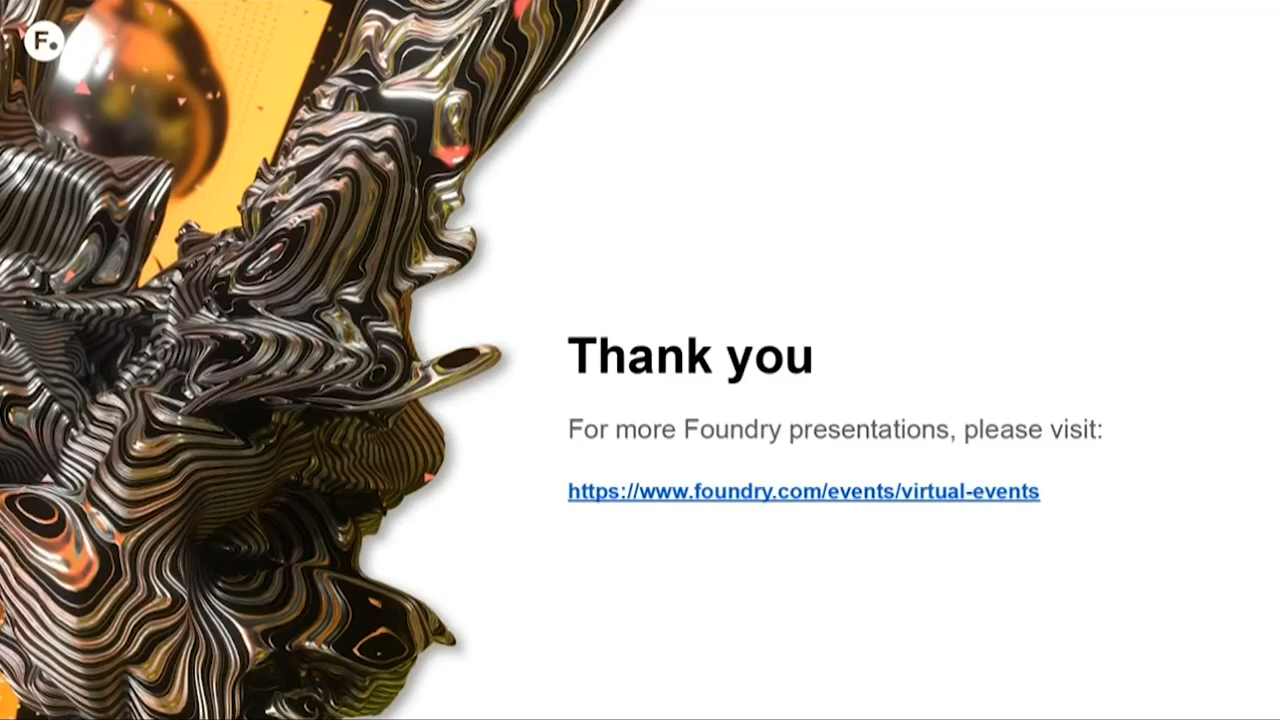 F.
Thank you
For more Foundry presentations, please visit:
https://www.foundry.com/events/virtual-events